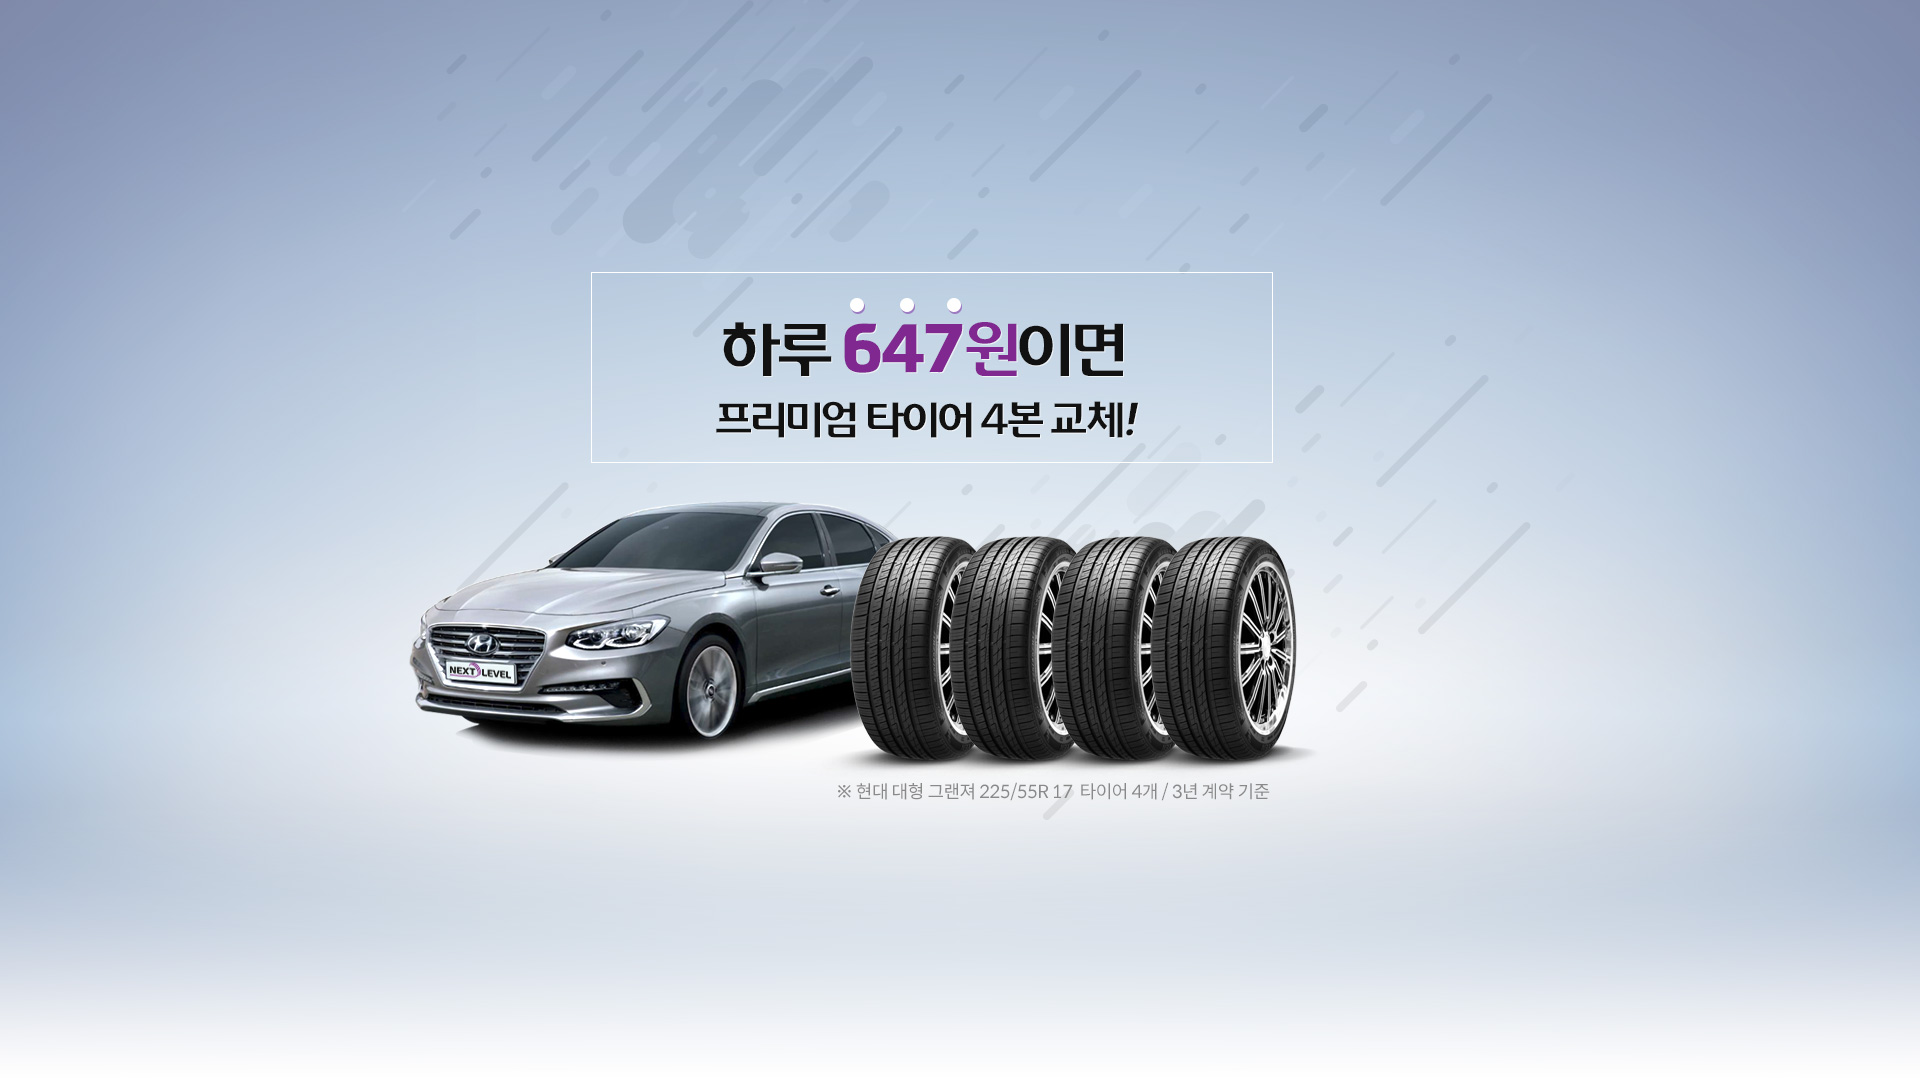 하루 647원이면
프리미엄 타이어 4본 교체!
NEXT LEVEL
※ 현대 대형 그랜져 225/55R 17 타이어 4개 / 3년 계약 기준